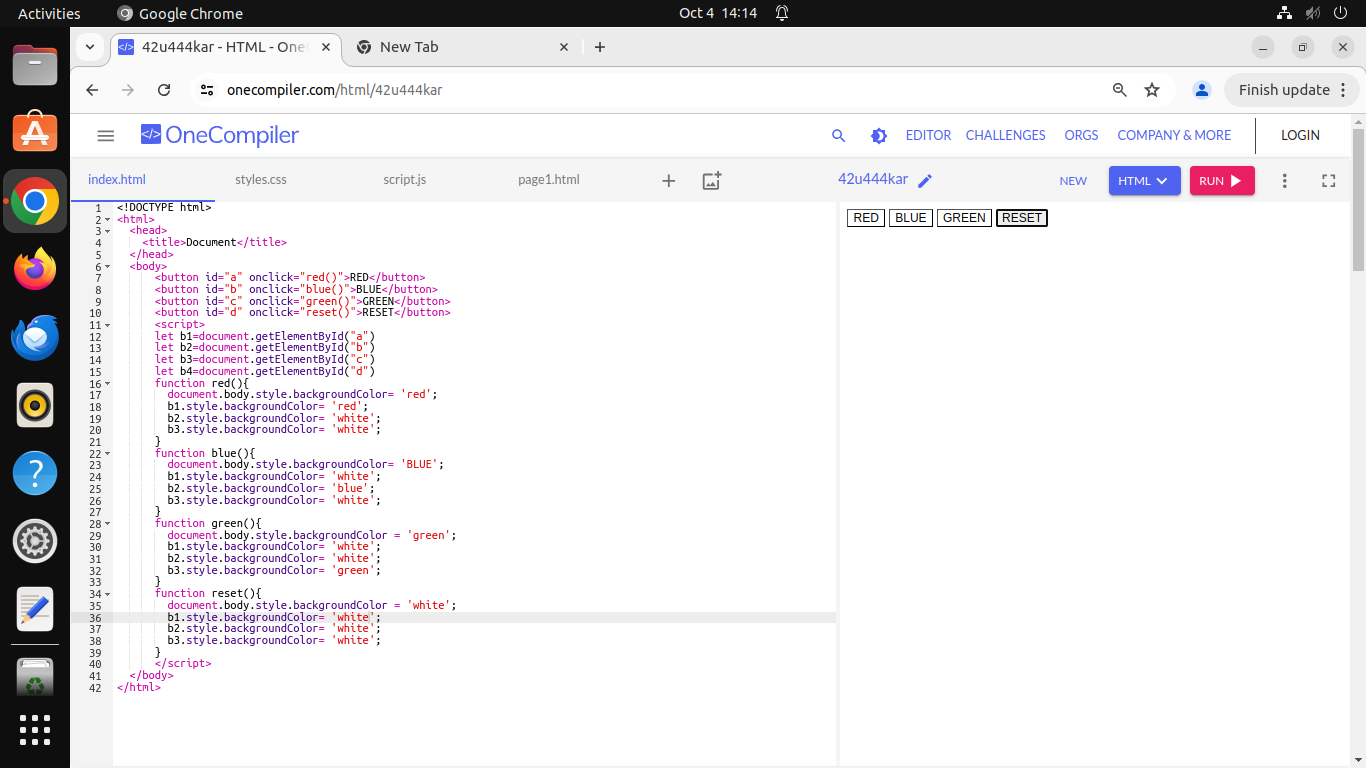 Activities Google Chrome Oct 4 14:14
42u444kar - HTML - One New Tab
onecompiler.com/html/42u444kar Finish update
OneCompiler EDITOR CHALLENGES ORGS COMPANY & MORE LOGIN
index.html styles.css script.js page1.html 42u444kar NEW HTML RUN
RED BLUE GREEN RESET
1 <!DOCTYPE html>
2 <html>
3 <head>
4 <title>Document</title>
5 </head>
6 <body>
7 <button id="a" onclick="red()">RED</button>
8 <button id="b" onclick="blue()">BLUE</button>
9 <button id="c" onclick="green()">GREEN</button>
10 <button id="d" onclick="reset()">RESET</button>
11 <script>
12 let b1=document.getElementById("a")
13 let b2=document.getElementById("b")
14 let b3=document.getElementById("c")
15 let b4=document.getElementById("d")
16 function red(){
17 document.body.style.backgroundColor= 'red';
18 b1.style.backgroundColor= 'red';
19 b2.style.backgroundColor= 'white';
20 b3.style.backgroundColor= 'white';
21 }
22 function blue(){
23 document.body.style.backgroundColor= 'BLUE';
24 b1.style.backgroundColor= 'white';
25 b2.style.backgroundColor= 'blue';
26 b3.style.backgroundColor= 'white';
27 }
28 function green(){
29 document.body.style.backgroundColor = 'green';
30 b1.style.backgroundColor= 'white';
31 b2.style.backgroundColor= 'white';
32 b3.style.backgroundColor= 'green';
33 }
34 function reset(){
35 document.body.style.backgroundColor = 'white';
36 b1.style.backgroundColor= 'white';
37 b2.style.backgroundColor= 'white';
38 b3.style.backgroundColor= 'white';
39 }
40 </script>
41 </body>
42 </html>